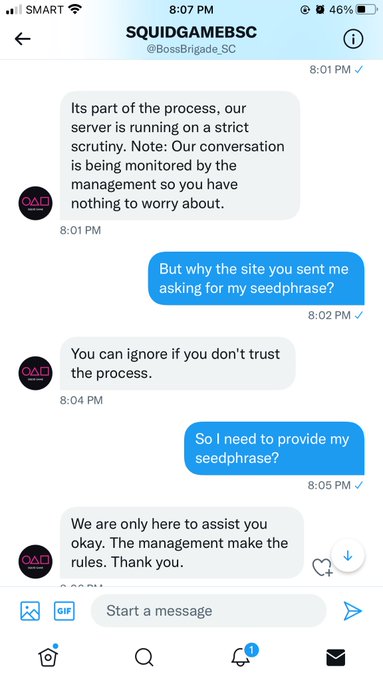 SMART 8:07 PM 46%
SQUIDGAMEBSC
@BossBrigade_SC
8:01 PM ✓
Its part of the process, our
server is running on a strict
scrutiny. Note: Our conversation
is being monitored by the
management so you have
nothing to worry about.
8:01 PM
But why the site you sent me
asking for my seedphrase?
8:02 PM ✓
You can ignore if you don't trust
the process.
8:04 PM
So I need to provide my
seedphrase?
8:05 PM ✓
We are only here to assist you
okay. The management make the
rules. Thank you.
GIF
Start a message
1